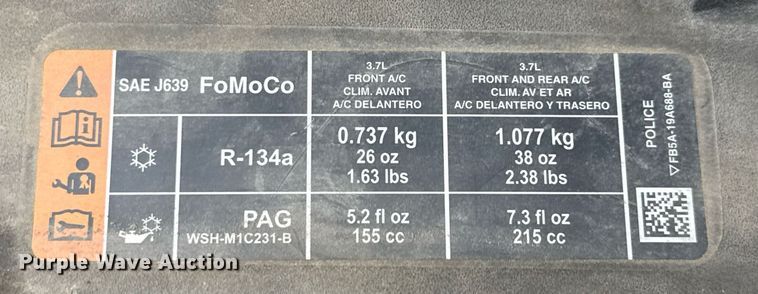 SAE J639 FoMoCo
3.7L
FRONT A/C
CLIM. AVANT
A/C DELANTERO
3.7L
FRONT AND REAR A/C
CLIM. AV ET AR
A/C DELANTERO Y TRASERO
R-134a
0.737 kg
26 oz
1.63 lbs
1.077 kg
38 oz
2.38 lbs
PAG
WSH-M1C231-B
5.2 fl oz
155 cc
7.3 fl oz
215 cc
POLICE
FB5A-19A688-BA
Purple Wave Auction